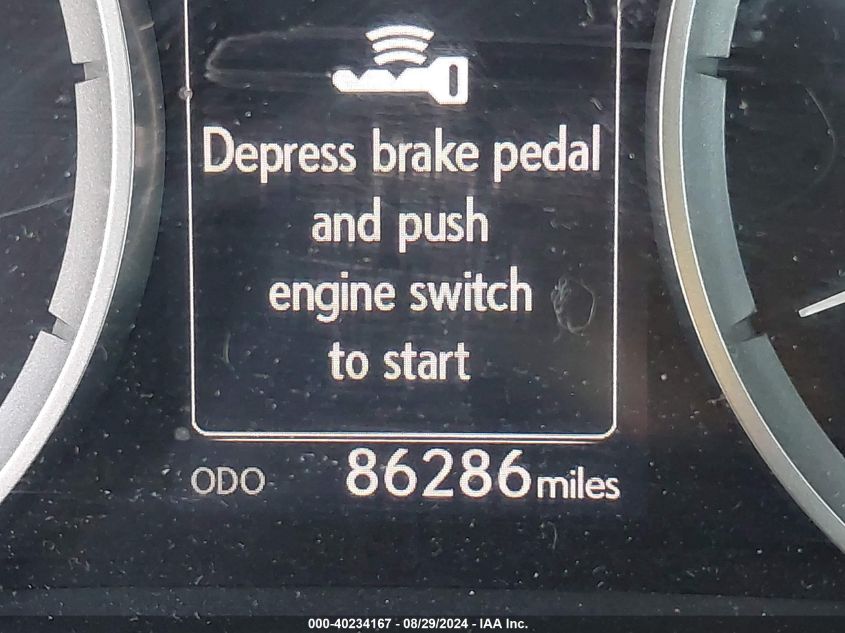 Depress brake pedal
and push
engine switch
to start
ODO 86286 miles
000-40234167 - 08/29/2024 - IAA Inc.